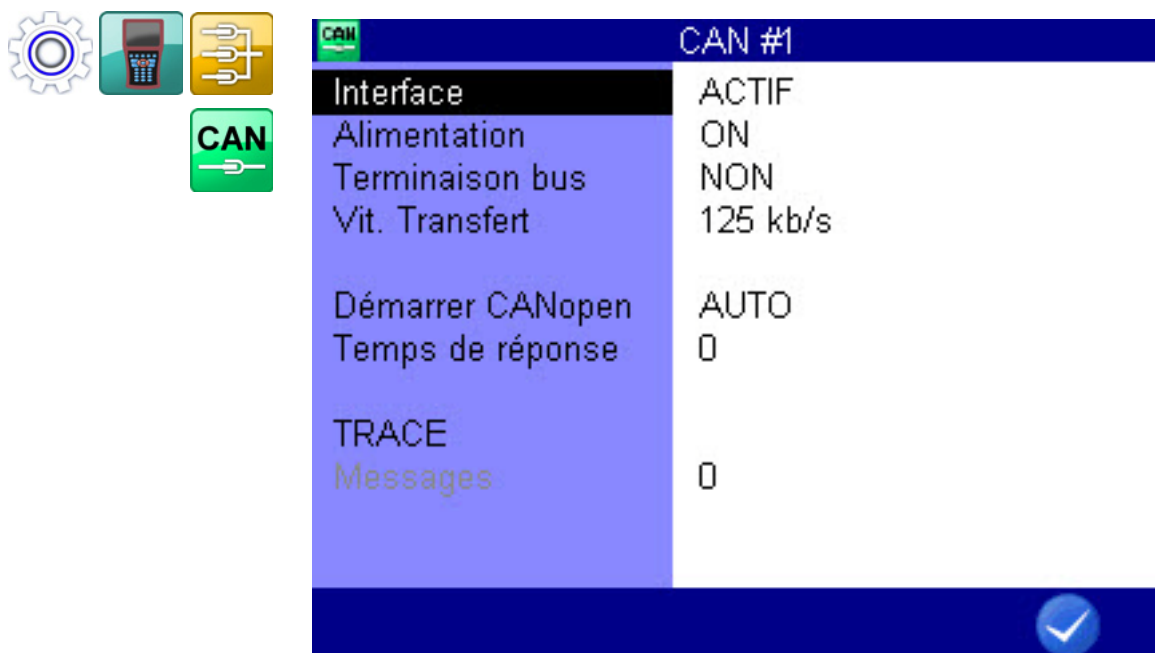 CAN
CAN CAN #1
Interface ACTIF
Alimentation ON
Terminaison bus NON
Vit. Transfert 125 kb/s
Démarrer CANopen AUTO
Temps de réponse 0
TRACE
Messages 0